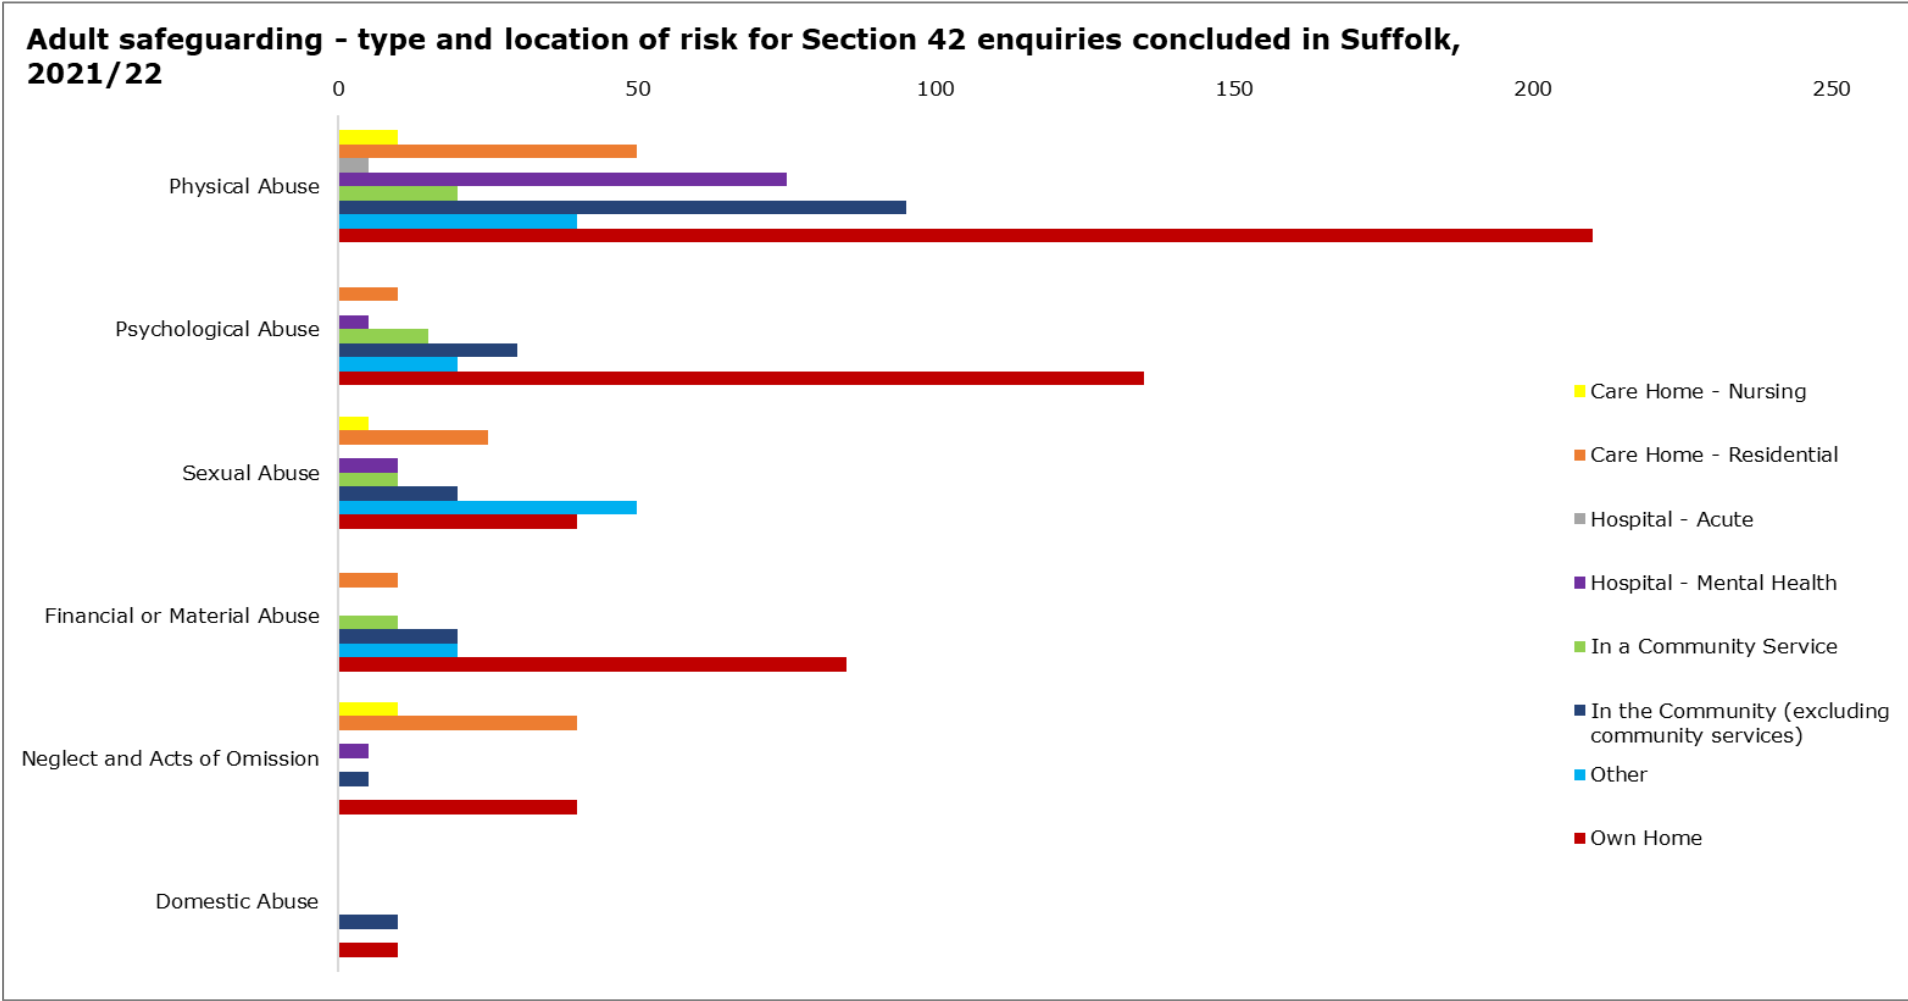 Adult safeguarding - type and location of risk for Section 42 enquiries concluded in Suffolk,
2021/22
0 50 100 150 200 250
Physical Abuse
Psychological Abuse
Sexual Abuse
Financial or Material Abuse
Neglect and Acts of Omission
Domestic Abuse
Care Home - Nursing
Care Home - Residential
Hospital - Acute
Hospital - Mental Health
In a Community Service
In the Community (excluding
community services)
Other
Own Home